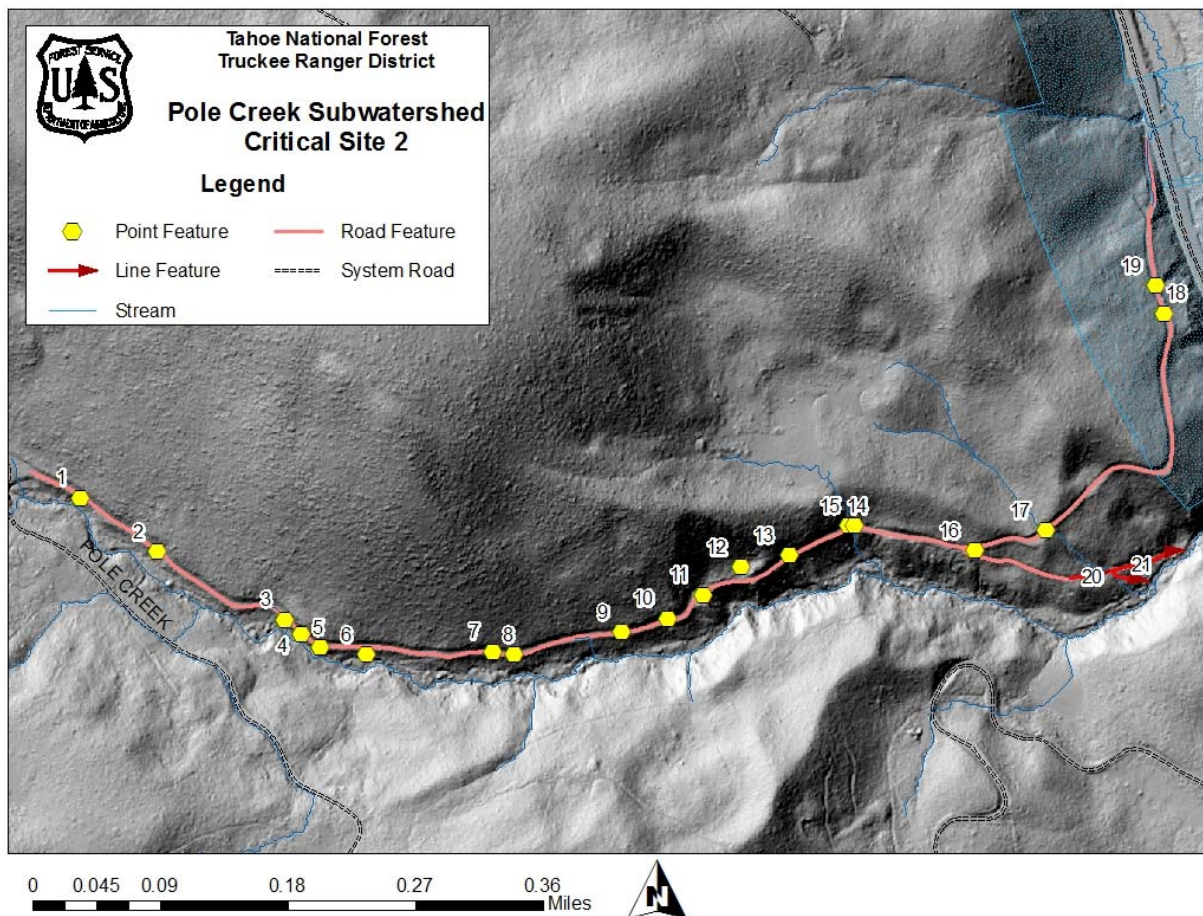 Tahoe National Forest
Truckee Ranger District
FOREST SERVICE
US
DEPARTMENT OF AGRICULTURE
Pole Creek Subwatershed
Critical Site 2
Legend
Point Feature
Road Feature
Line Feature
System Road
Stream
19
18
1
2
POLE CREEK
3
4
5
6
7
8
9
10
11
12
13
15
14
16
17
20
21
0
0.045
0.09
0.18
0.27
0.36
Miles
N